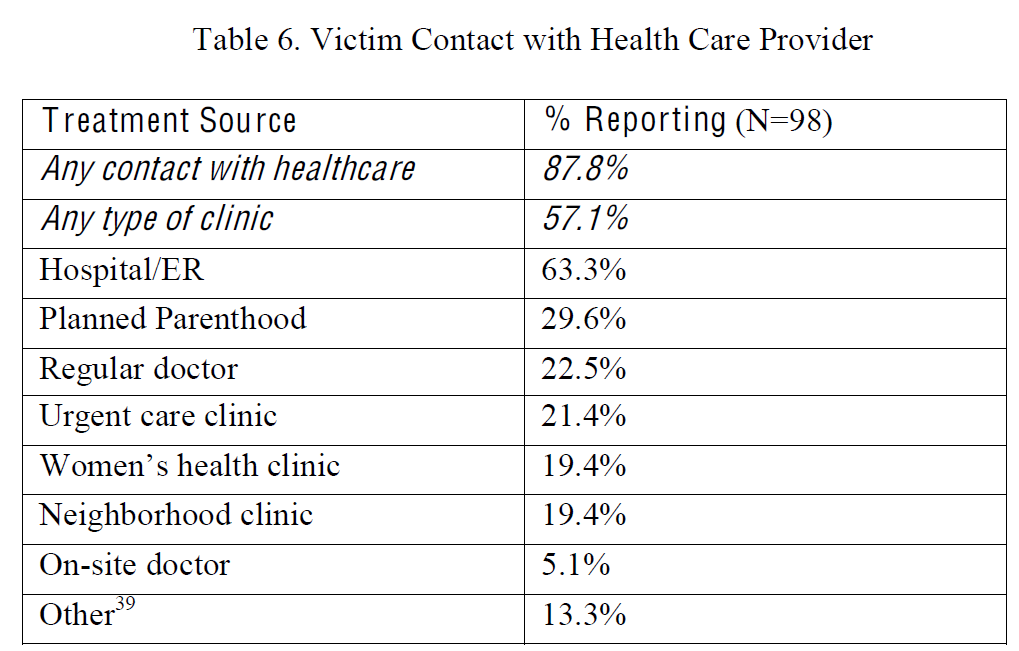 Table 6. Victim Contact with Health Care Provider
Treatment Source % Reporting (N=98)
Any contact with healthcare 87.8%
Any type of clinic 57.1%
Hospital/ER 63.3%
Planned Parenthood 29.6%
Regular doctor 22.5%
Urgent care clinic 21.4%
Women’s health clinic 19.4%
Neighborhood clinic 19.4%
On-site doctor 5.1%
Other39 13.3%